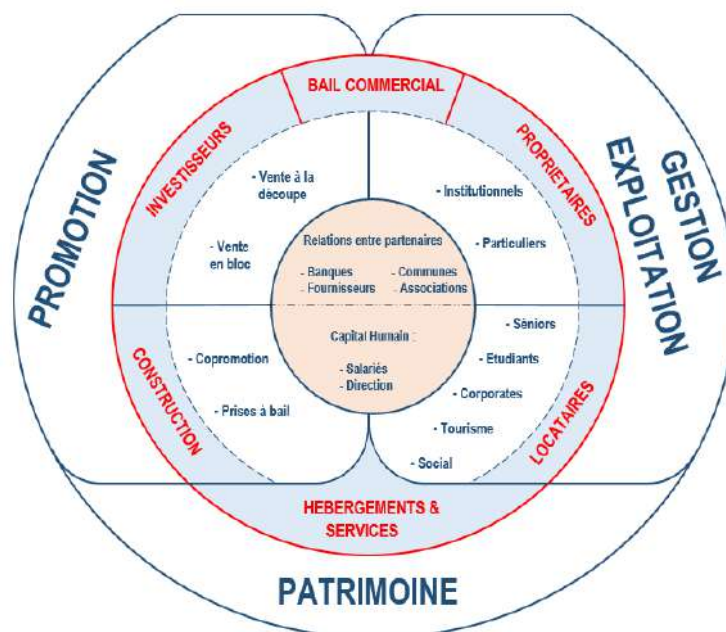 BAIL COMMERCIAL
INVESTISSEURS
PROPRIETAIRES
PROMOTION
GESTION
EXPLOITATION
- Vente à la
découpe
- Vente
en bloc
- Institutionnels
- Particuliers
Relations entre partenaires
- Banques
- Fournisseurs
- Communes
- Associations
Capital Humain :
- Salariés
- Direction
CONSTRUCTION
- Copromotion
- Prises à bail
- Séniors
- Etudiants
- Corporates
- Tourisme
- Social
LOCATAIRES
HEBERGEMENTS &
SERVICES
PATRIMOINE